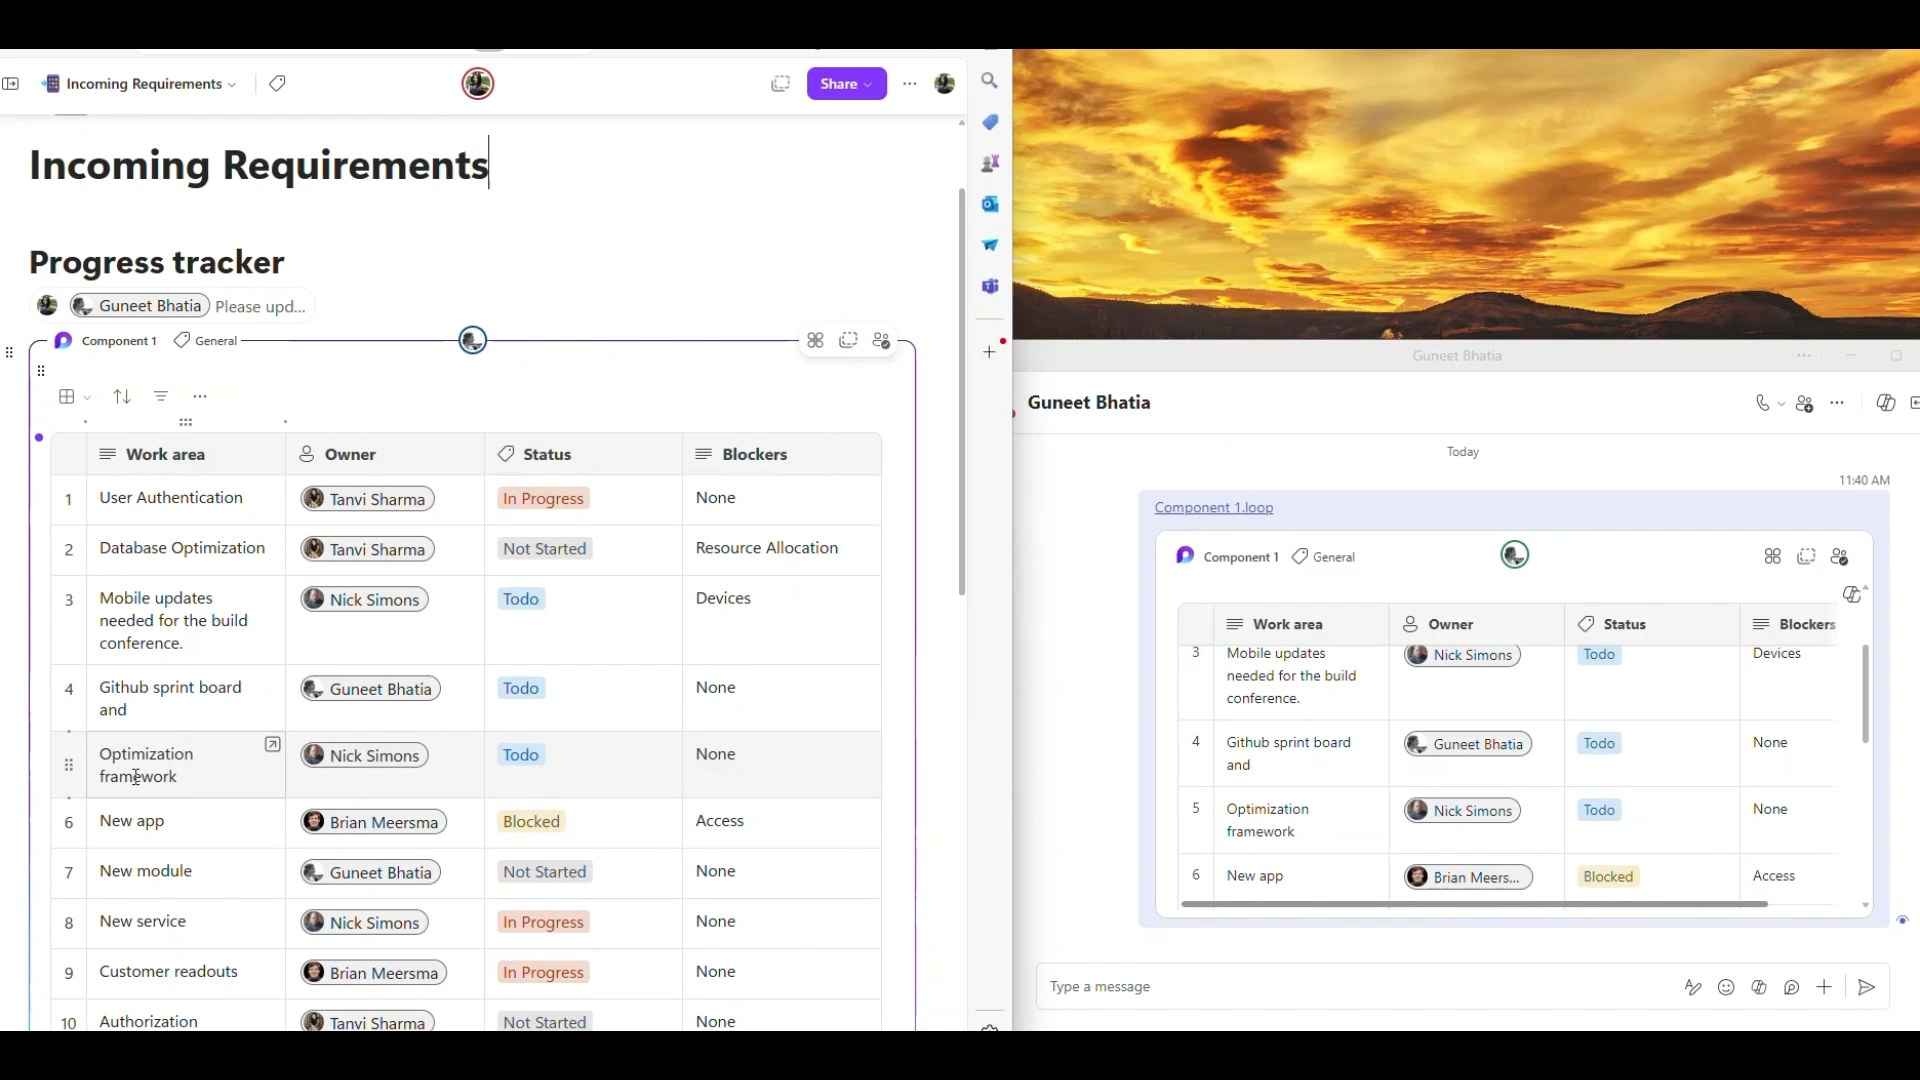 Incoming Requirements
Share
Incoming Requirements
Progress tracker
Guneet Bhatia Please upd...
Component 1 General
Work area Owner Status Blockers
1 User Authentication Tanvi Sharma In Progress None
2 Database Optimization Tanvi Sharma Not Started Resource Allocation
3 Mobile updates Nick Simons Todo Devices
needed for the build
conference.
4 Github sprint board Guneet Bhatia Todo None
and
Optimization Nick Simons Todo None
framework
6 New app Brian Meersma Blocked Access
7 New module Guneet Bhatia Not Started None
8 New service Nick Simons In Progress None
9 Customer readouts Brian Meersma In Progress None
10 Authorization Tanvi Sharma Not Started None
Guneet Bhatia
Guneet Bhatia
Today
11:40 AM
Component 1.loop
Component 1 General
Work area Owner Status Blockers
3 Mobile updates Nick Simons Todo Devices
needed for the build
conference.
4 Github sprint board Guneet Bhatia Todo None
and
5 Optimization Nick Simons Todo None
framework
6 New app Brian Meers... Blocked Access
Type a message